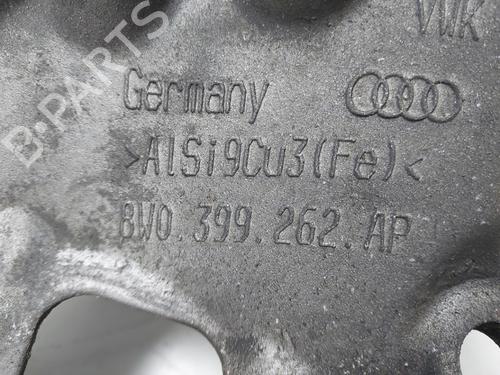 VWK
Germany
>AlSi9Cu3(Fe)<
8W0.399.262.AP
B-PARTS